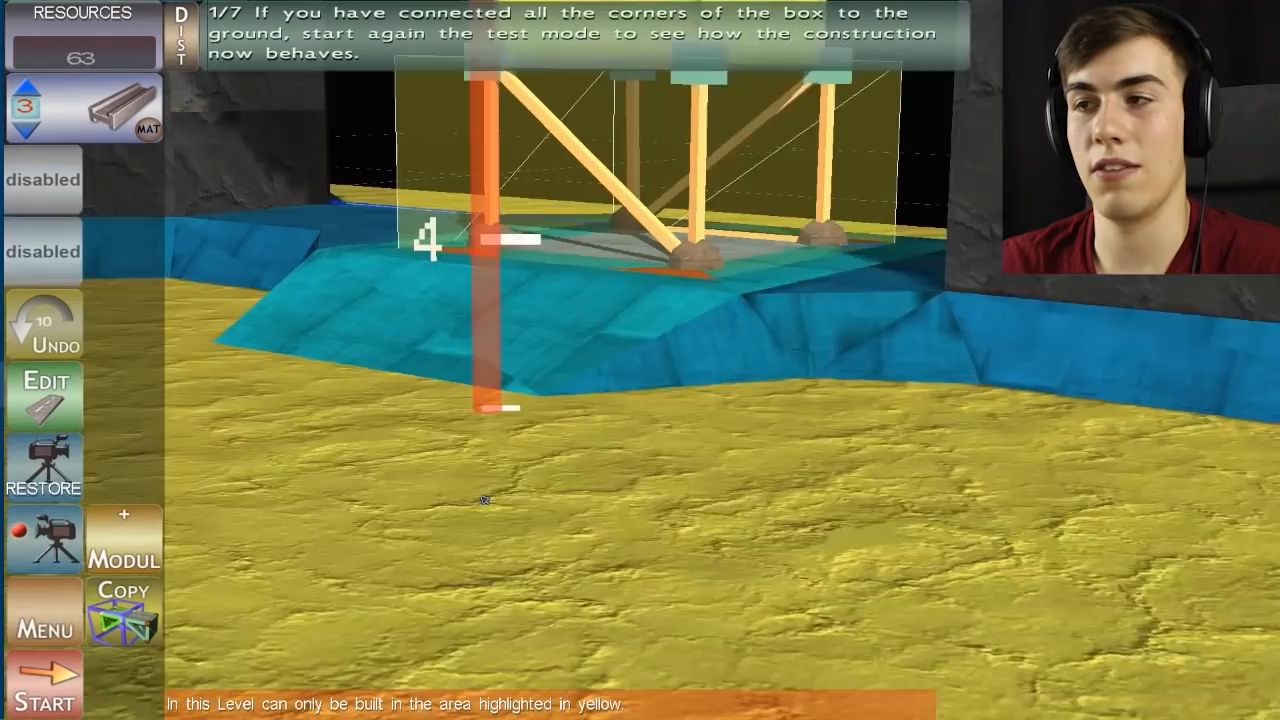 RESOURCES
63
3
MAT
disabled
disabled
10
UNDO
EDIT
RESTORE
+
MODUL
COPY
MENU
START
DIST
1/7 If you have connected all the corners of the box to the
ground, start again the test mode to see how the construction
now behaves.
4
In this Level can only be built in the area highlighted in yellow.